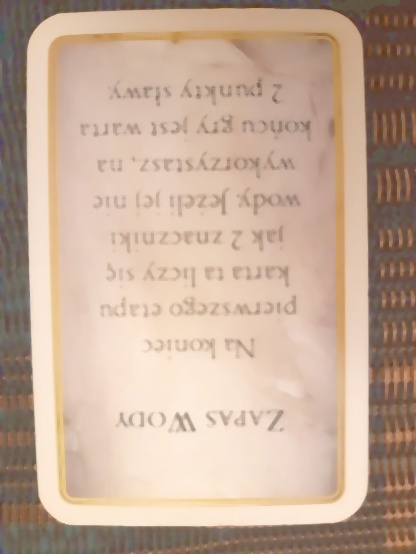 ZAPAS WODY
Na koniec
pierwszego etapu
karta ta liczy się
jak 2 znaczniki
wody. Jeżeli jej nie
wykorzystasz, na
końcu gry jest warta
2 punkty sławy.